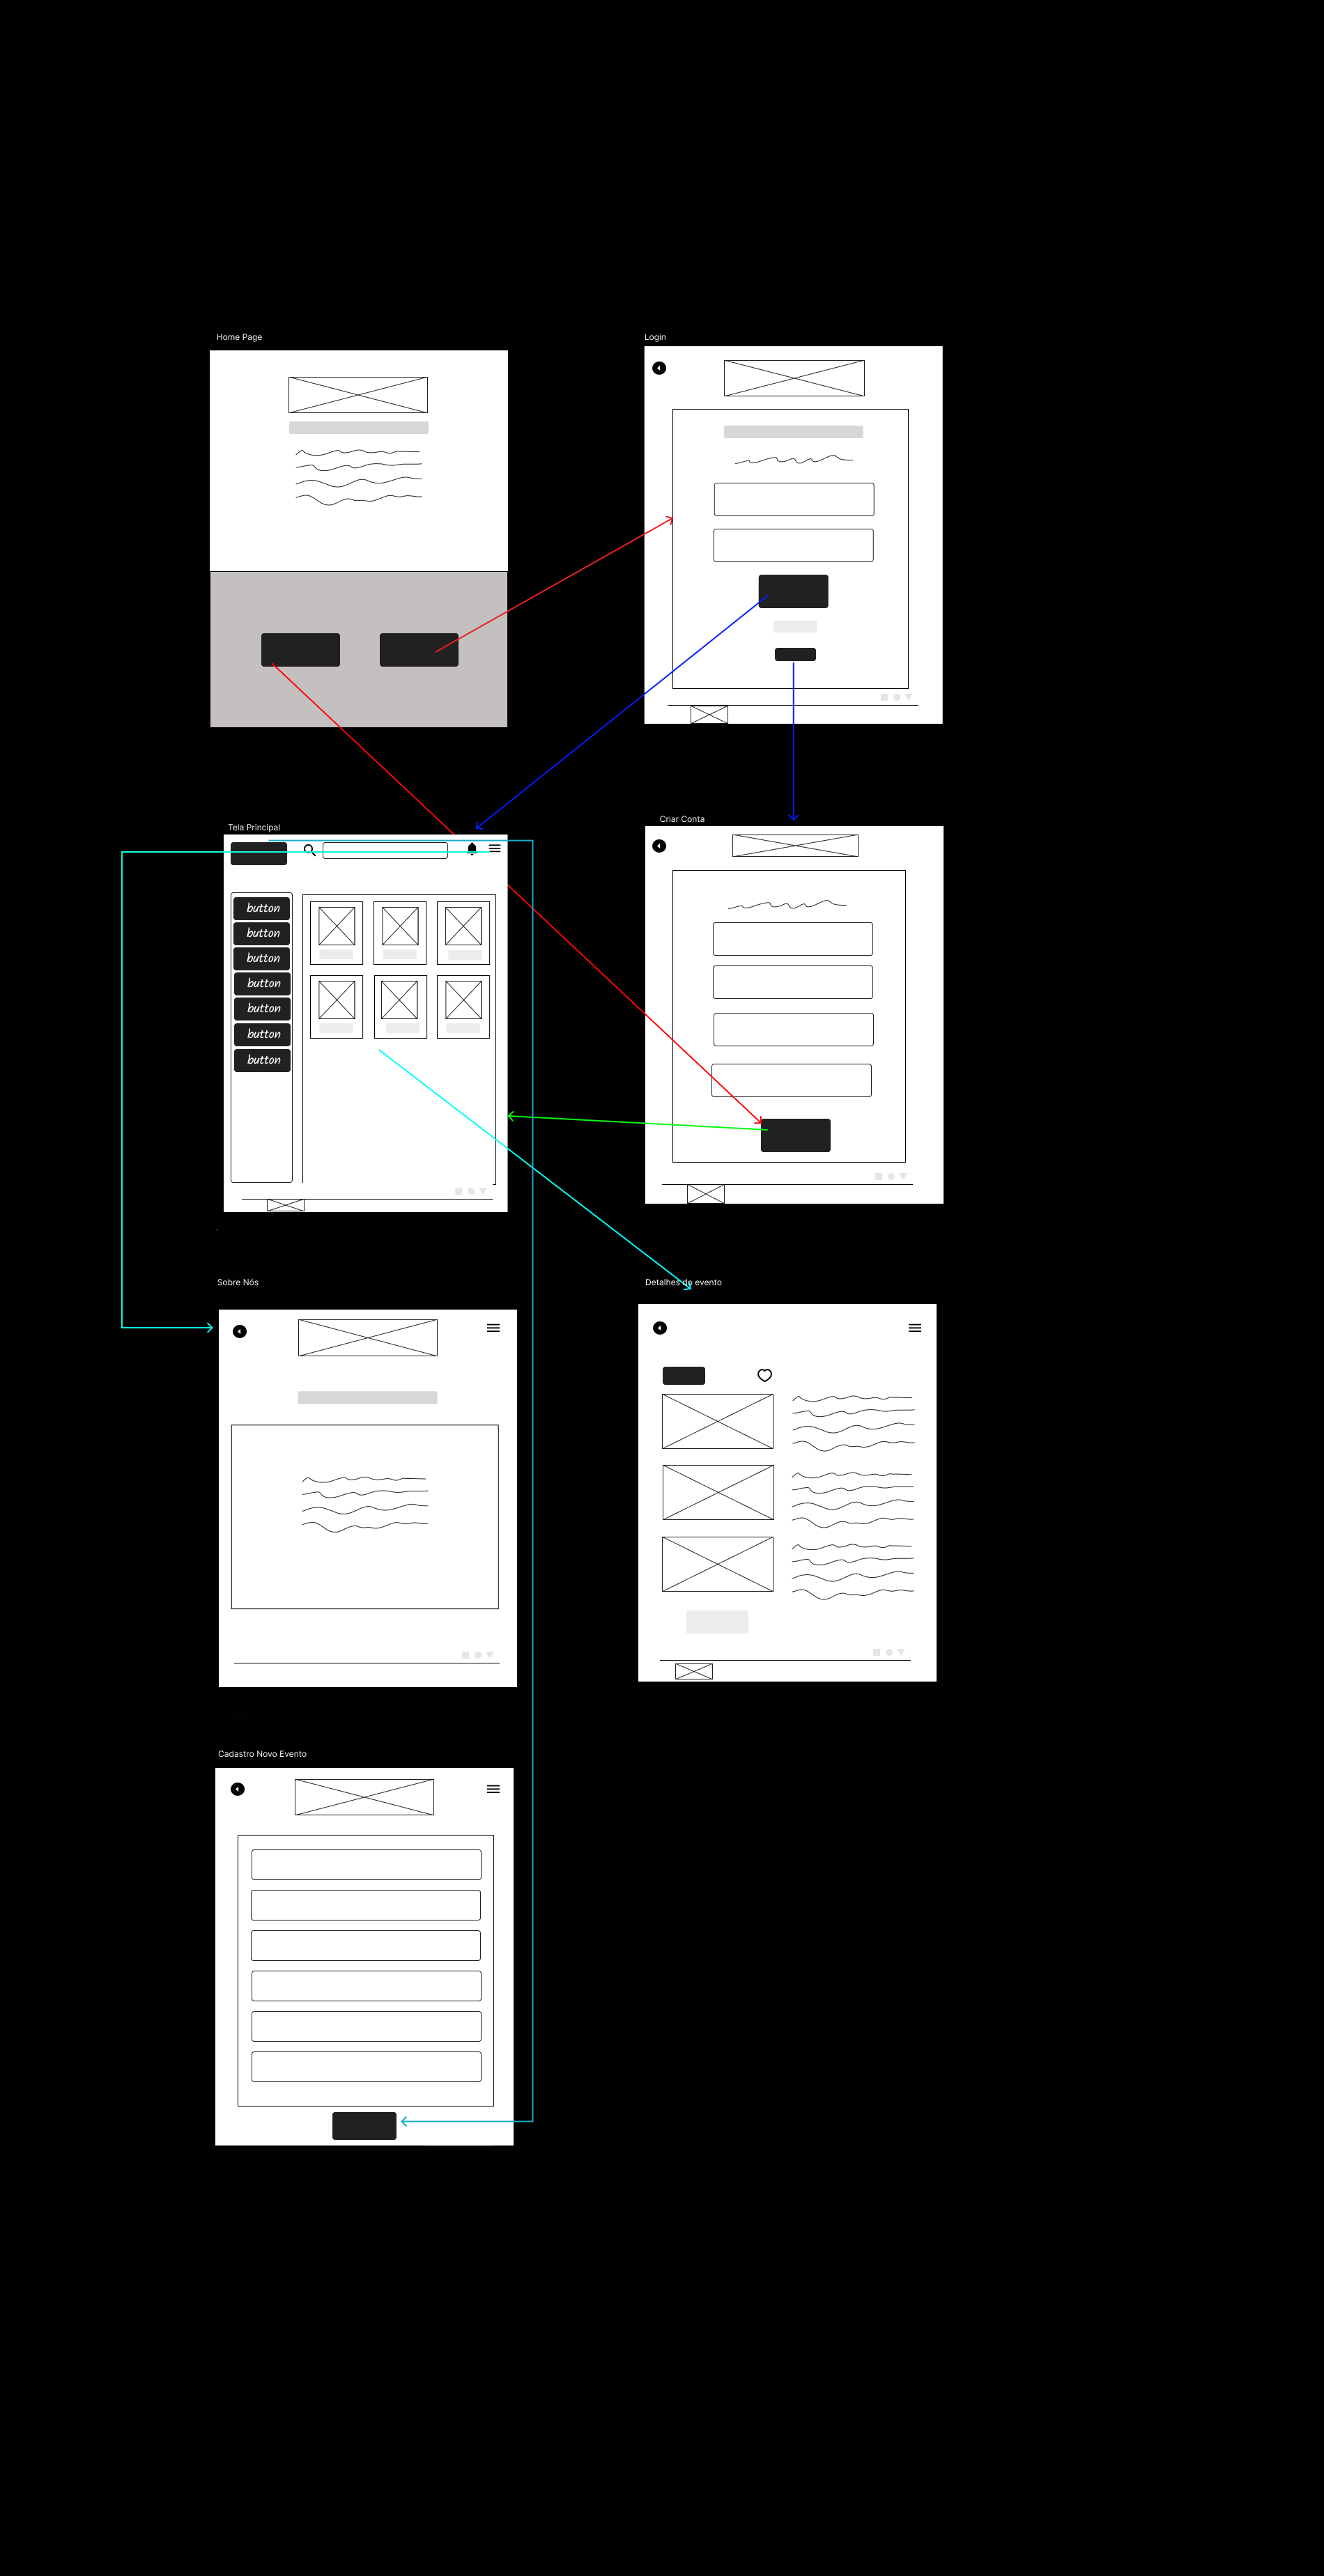 Home Page
Login
Tela Principal
Criar Conta
button
button
button
button
button
button
button
Sobre Nós
Detalhes do evento
Cadastro Novo Evento